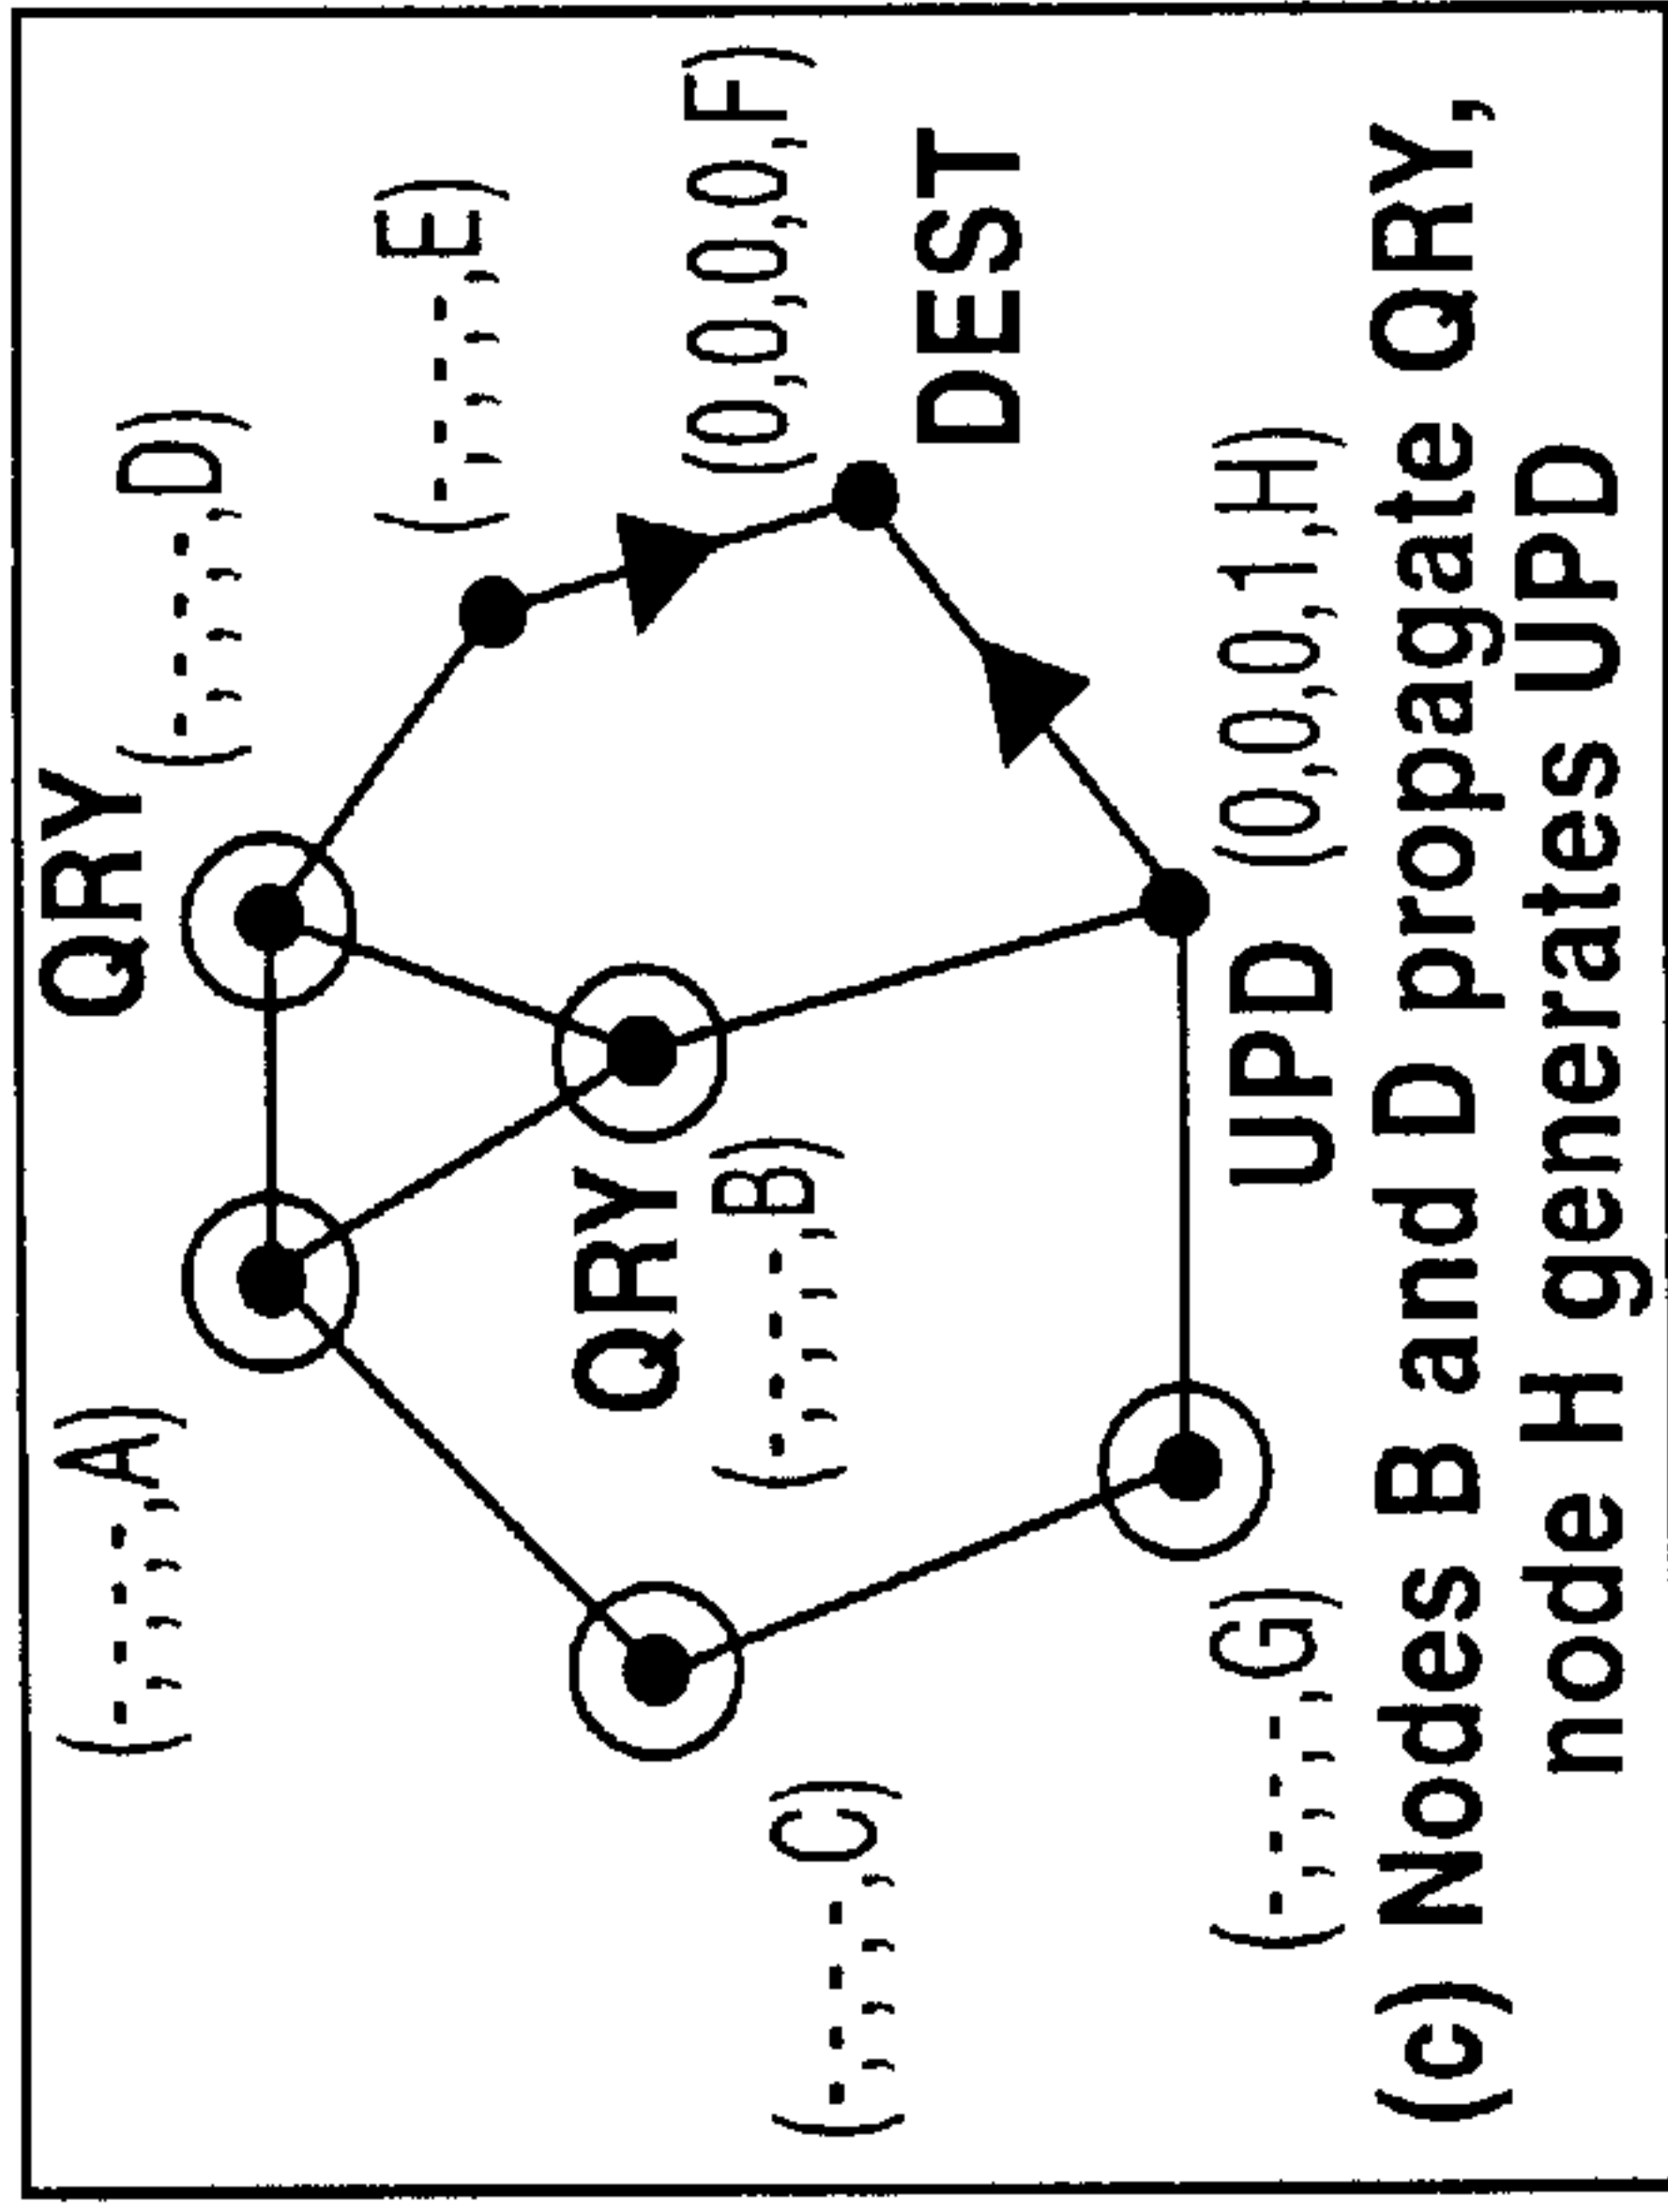 QRY
(-,-,-,-,A)
(-,-,-,-,D)
(-,-,-,-,E)
QRY
(0,0,0,0,F)
(-,-,-,-,B)
(-,-,-,-,C)
DEST
(-,-,-,-,G)
UPD
(0,0,0,1,H)
(c) Nodes B and D propagate QRY,
node H generates UPD